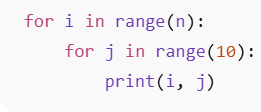 for i in range(n):
    for j in range(10):
        print(i, j)